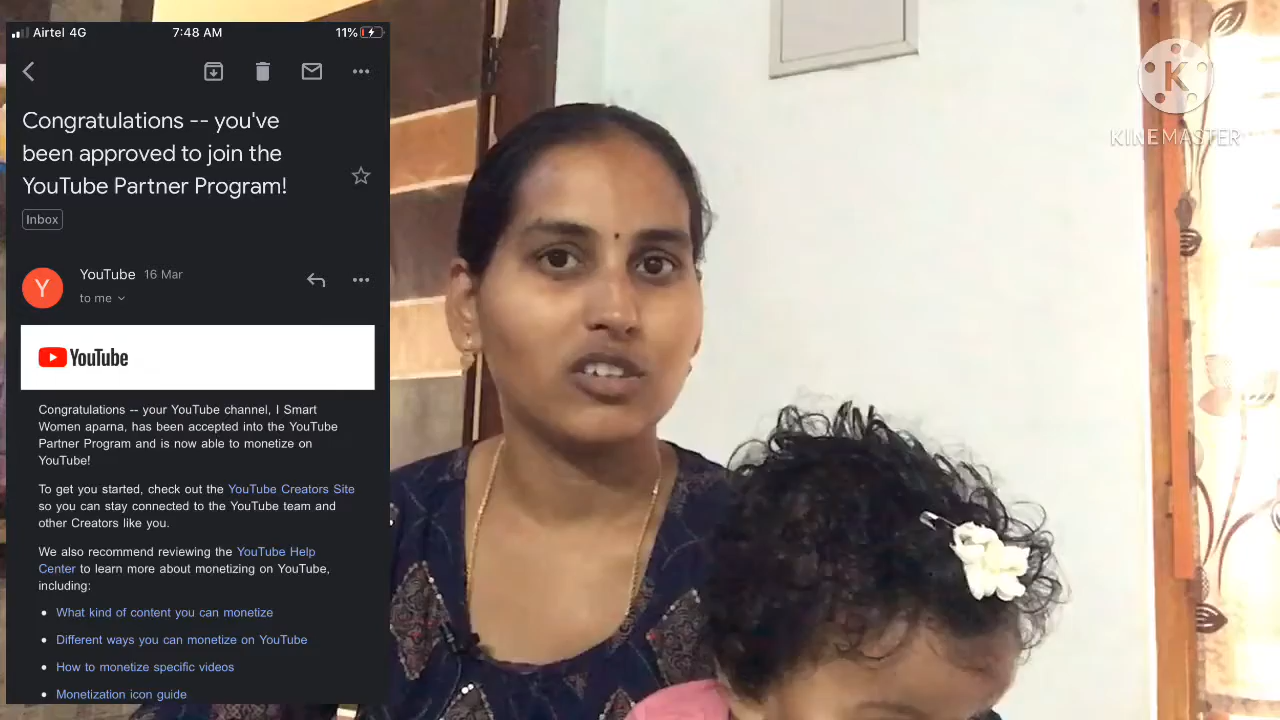 Airtel 4G 7:48 AM 11%
Congratulations -- you've
been approved to join the
YouTube Partner Program!
Inbox
Y
YouTube 16 Mar
to me
YouTube
Congratulations -- your YouTube channel, I Smart
Women aparna, has been accepted into the YouTube
Partner Program and is now able to monetize on
YouTube!
To get you started, check out the YouTube Creators Site
so you can stay connected to the YouTube team and
other Creators like you.
We also recommend reviewing the YouTube Help
Center to learn more about monetizing on YouTube,
including:
What kind of content you can monetize
Different ways you can monetize on YouTube
How to monetize specific videos
Monetization icon guide
K
KINEMASTER